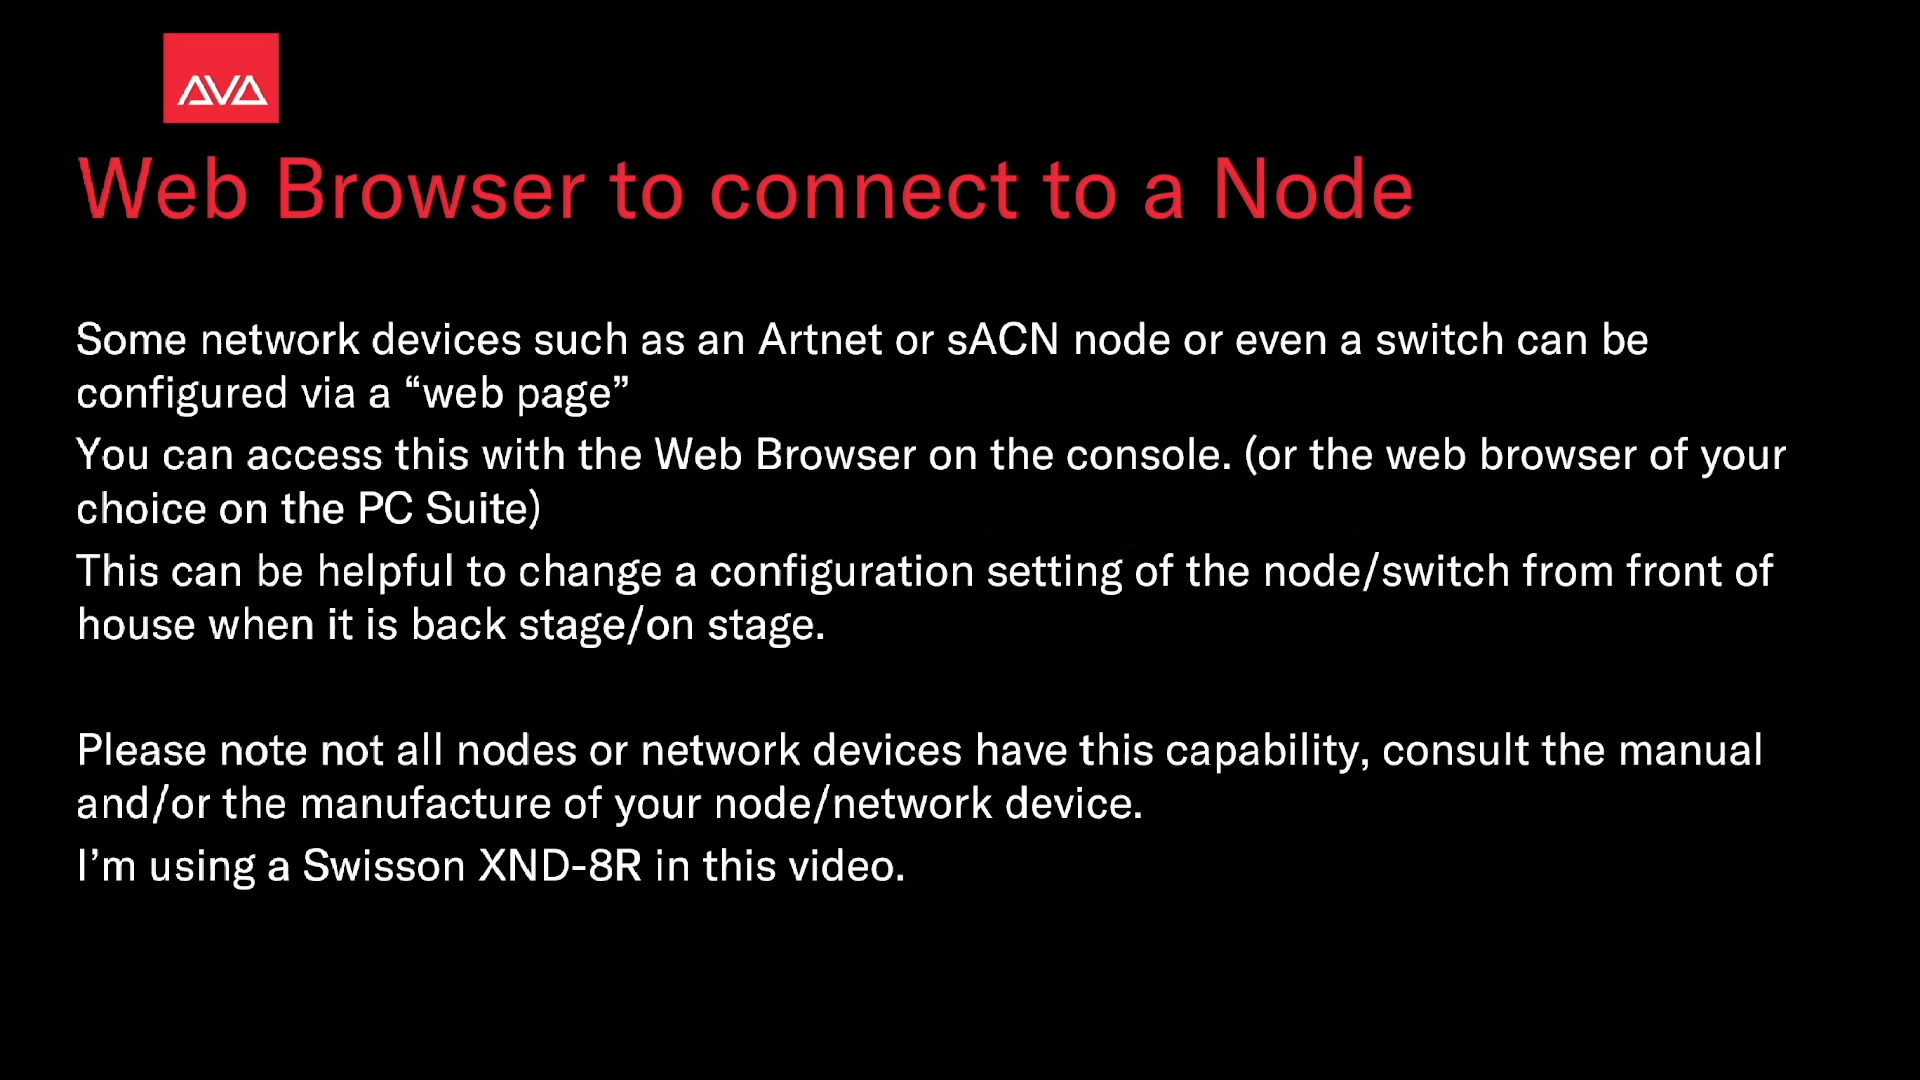 AVA
Web Browser to connect to a Node
Some network devices such as an Artnet or sACN node or even a switch can be
configured via a “web page”
You can access this with the Web Browser on the console. (or the web browser of your
choice on the PC Suite)
This can be helpful to change a configuration setting of the node/switch from front of
house when it is back stage/on stage.
Please note not all nodes or network devices have this capability, consult the manual
and/or the manufacture of your node/network device.
I’m using a Swisson XND-8R in this video.